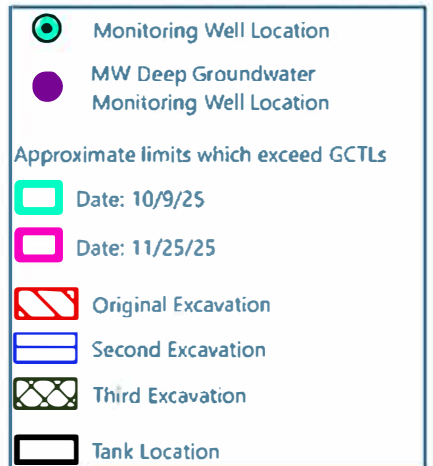 Monitoring Well Location
MW Deep Groundwater
Monitoring Well Location
Approximate limits which exceed GCTLs
Date: 10/9/25
Date: 11/25/25
Original Excavation
Second Excavation
Third Excavation
Tank Location